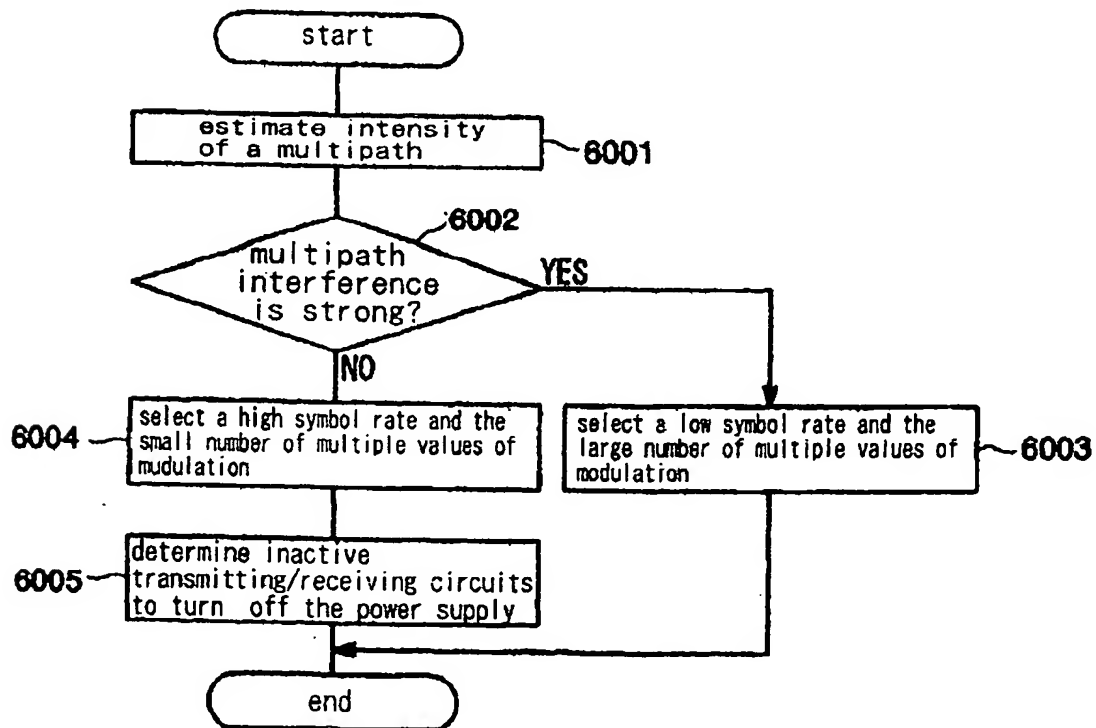 start
estimate intensity
of a multipath
6001
6002
multipath
interference
is strong?
YES
NO
select a high symbol rate and the
small number of multiple values of
mudulation
6004
select a low symbol rate and the
large number of multiple values of
modulation
6003
determine inactive
transmitting/receiving circuits
to turn off the power supply
6005
end